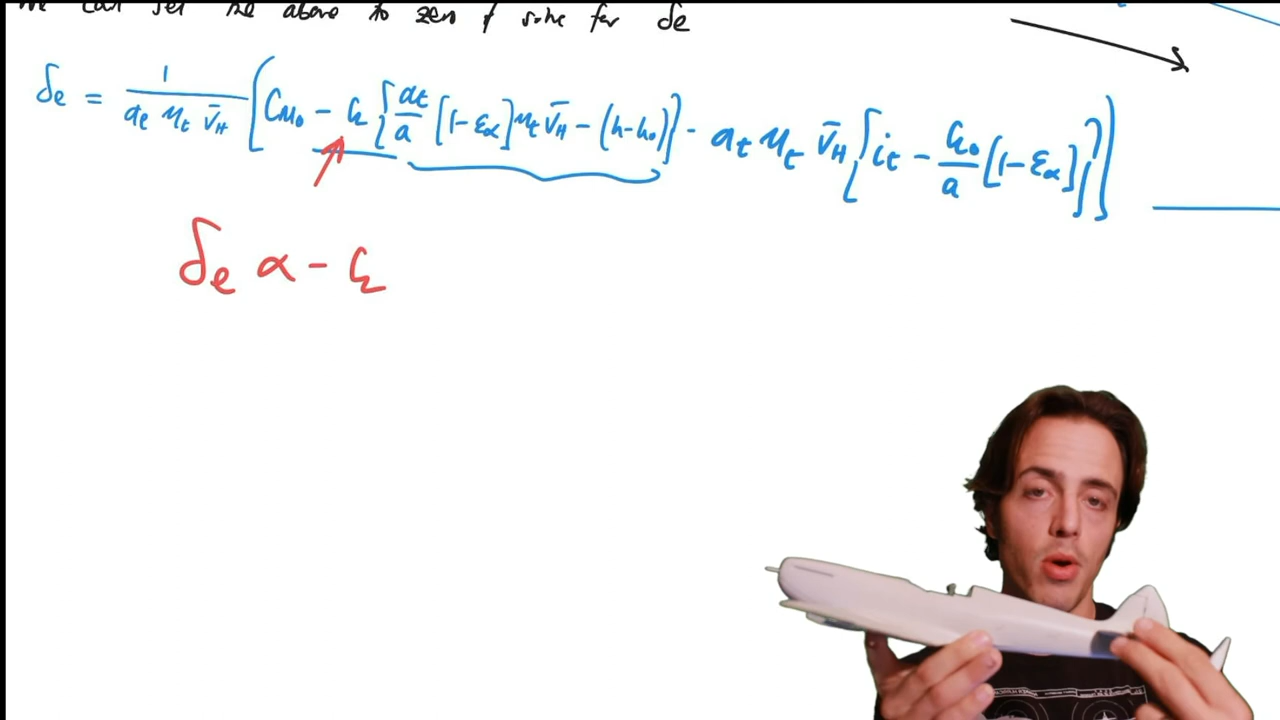 We can set the above to zero & solve for δe
δe = 1/(ae ηt V̄H) [CM0 - CL {at/a [1-εα] ηt V̄H - (h-h0)} - at ηt V̄H {it - CL0/a [1-εα]}]
δe α - CL